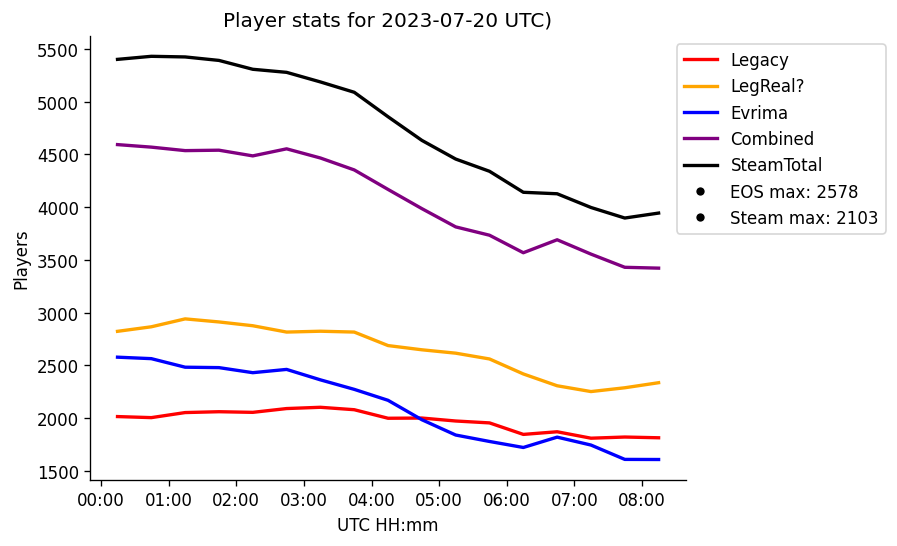 Player stats for 2023-07-20 UTC)
5500
5000
4500
4000
3500
3000
2500
2000
1500
Players
00:00 01:00 02:00 03:00 04:00 05:00 06:00 07:00 08:00
UTC HH:mm
Legacy
LegReal?
Evrima
Combined
SteamTotal
EOS max: 2578
Steam max: 2103